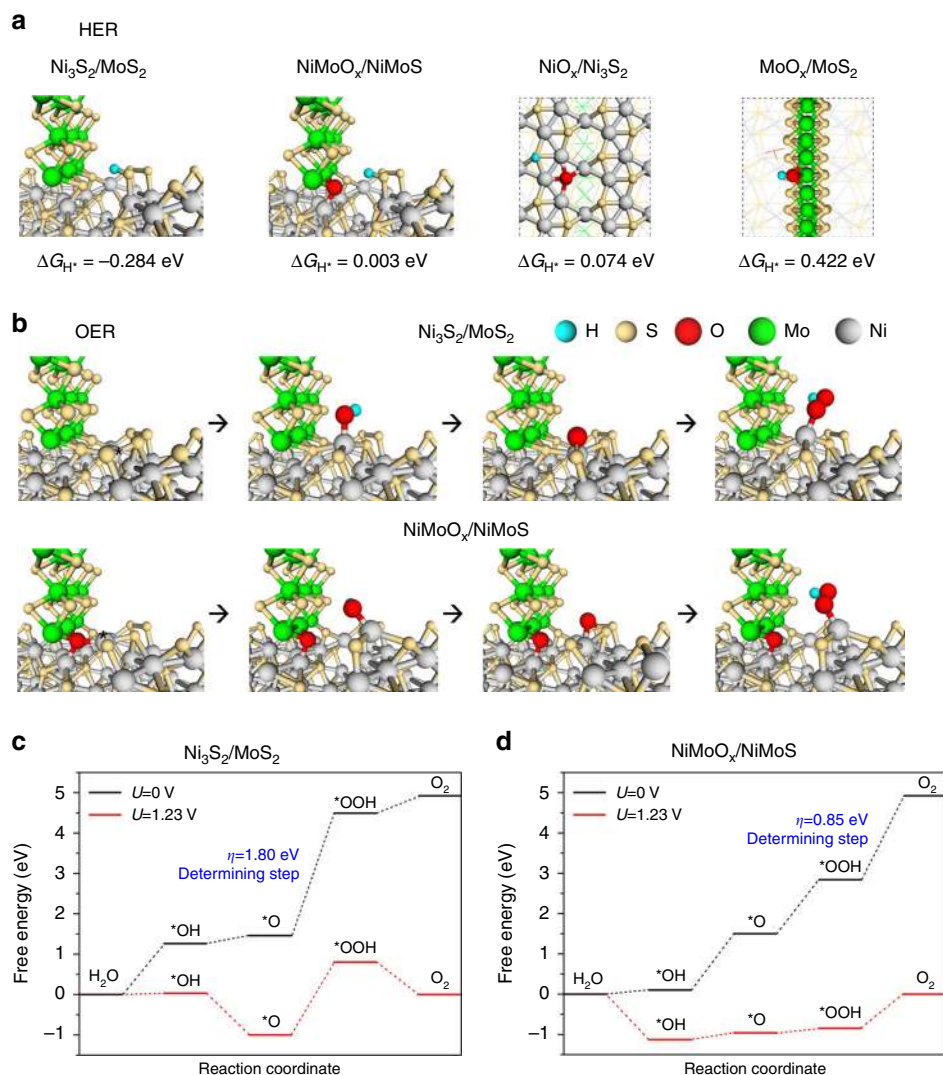 a
HER
Ni₃S₂/MoS₂ NiMoOₓ/NiMoS NiOₓ/Ni₃S₂ MoOₓ/MoS₂
ΔG_H* = –0.284 eV ΔG_H* = 0.003 eV ΔG_H* = 0.074 eV ΔG_H* = 0.422 eV
b
OER Ni₃S₂/MoS₂ H S O Mo Ni
* → → →
NiMoOₓ/NiMoS
* → → →
c
Ni₃S₂/MoS₂
U=0 V
U=1.23 V
η=1.80 eV
Determining step
H₂O *OH *O *OOH O₂
*OH *O *OOH O₂
5
4
3
2
1
0
–1
Free energy (eV)
Reaction coordinate
d
NiMoOₓ/NiMoS
U=0 V
U=1.23 V
η=0.85 eV
Determining step
H₂O *OH *O *OOH O₂
*OH *O *OOH O₂
5
4
3
2
1
0
–1
Free energy (eV)
Reaction coordinate